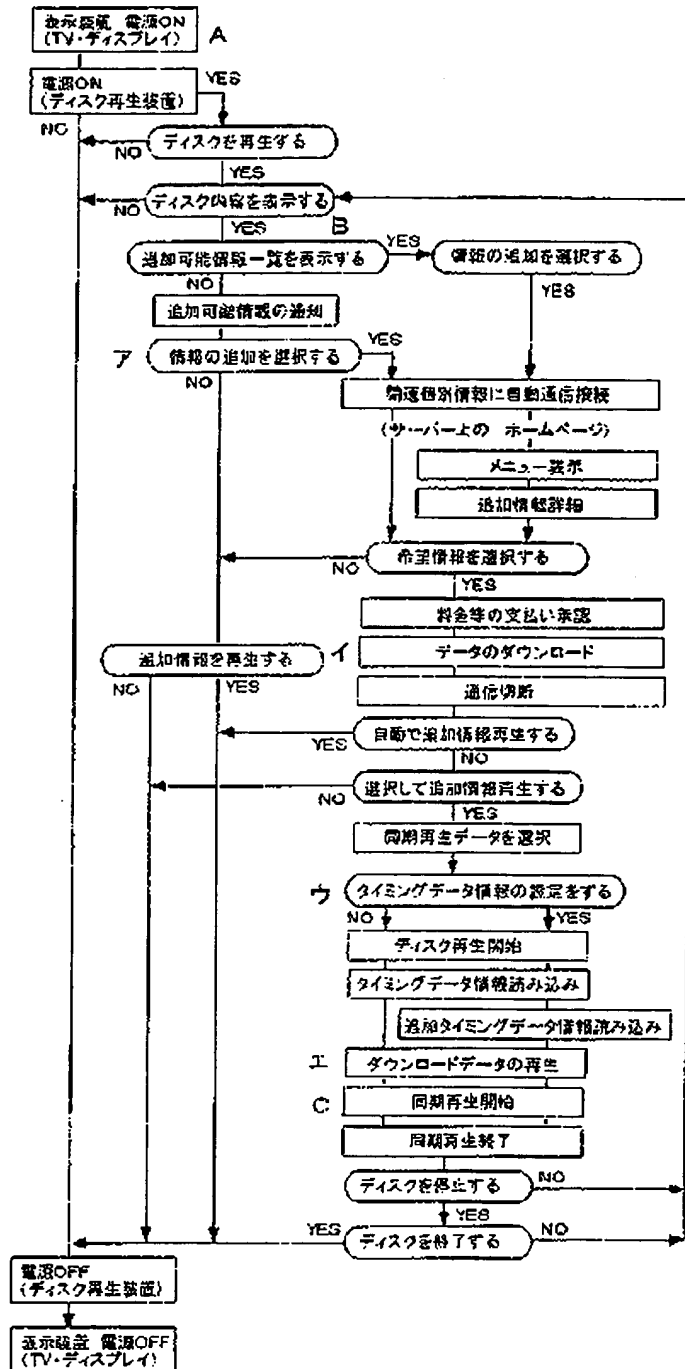 表示装置 電源ON
(TV・ディスプレイ)
A
電源ON
(ディスク再生装置)
YES
NO
ディスクを再生する
NO
YES
ディスク内容を表示する
NO
YES
B
追加可能情報一覧を表示する
YES
情報の追加を選択する
NO
YES
追加可能情報の通知
ア
情報の追加を選択する
YES
NO
関連個別情報に自動通信接続
(サーバー上の ホームページ)
メニュー表示
追加情報詳細
希望情報を選択する
NO
YES
料金等の支払い承認
追加情報を再生する
イ
データのダウンロード
NO
YES
通信切断
自動で追加情報再生する
YES
NO
選択して追加情報再生する
NO
YES
同期再生データを選択
ウ
タイミングデータ情報の設定をする
NO
YES
ディスク再生開始
タイミングデータ情報読み込み
追加タイミングデータ情報読み込み
エ
ダウンロードデータの再生
C
同期再生開始
同期再生終了
ディスクを停止する
NO
YES
YES
ディスクを終了する
NO
電源OFF
(ディスク再生装置)
表示装置 電源OFF
(TV・ディスプレイ)